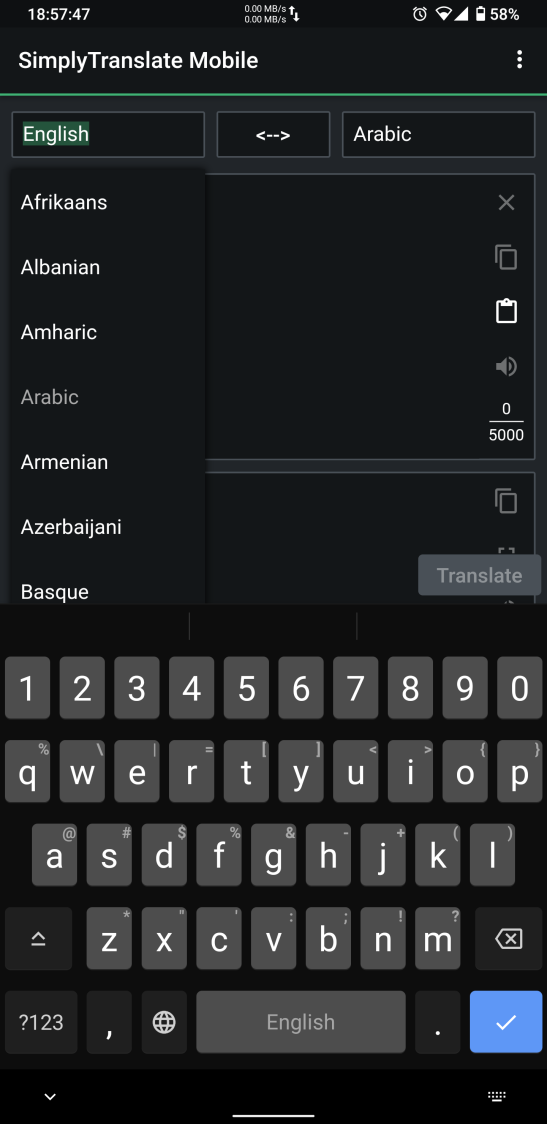 18:57:47
0.00 MB/s
0.00 MB/s
58%
SimplyTranslate Mobile
English
<-->
Arabic
Afrikaans
Albanian
Amharic
Arabic
Armenian
Azerbaijani
Basque
0
5000
Translate
1 2 3 4 5 6 7 8 9 0
% \ | = [ ] < > { }
q w e r t y u i o p
@ # $ % & - + ( )
a s d f g h j k l
* " ' : ; ! ?
z x c v b n m
?123 , English .